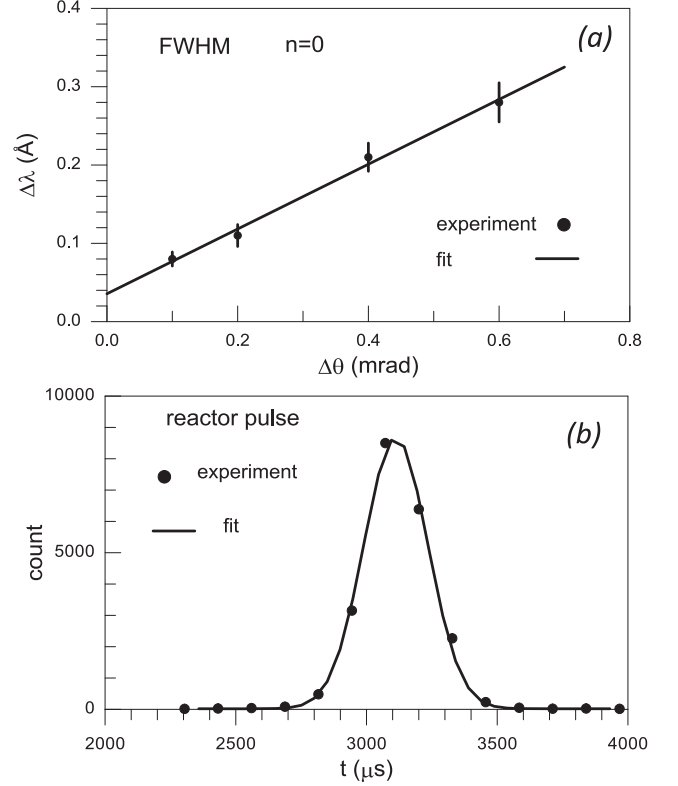 0.4
FWHM n=0 (a)
0.3
Δλ (Å)
0.2
experiment
0.1
fit
0.0
0.0 0.2 0.4 0.6 0.8
Δθ (mrad)
10000
reactor pulse (b)
experiment
fit
5000
count
0
2000 2500 3000 3500 4000
t (μs)